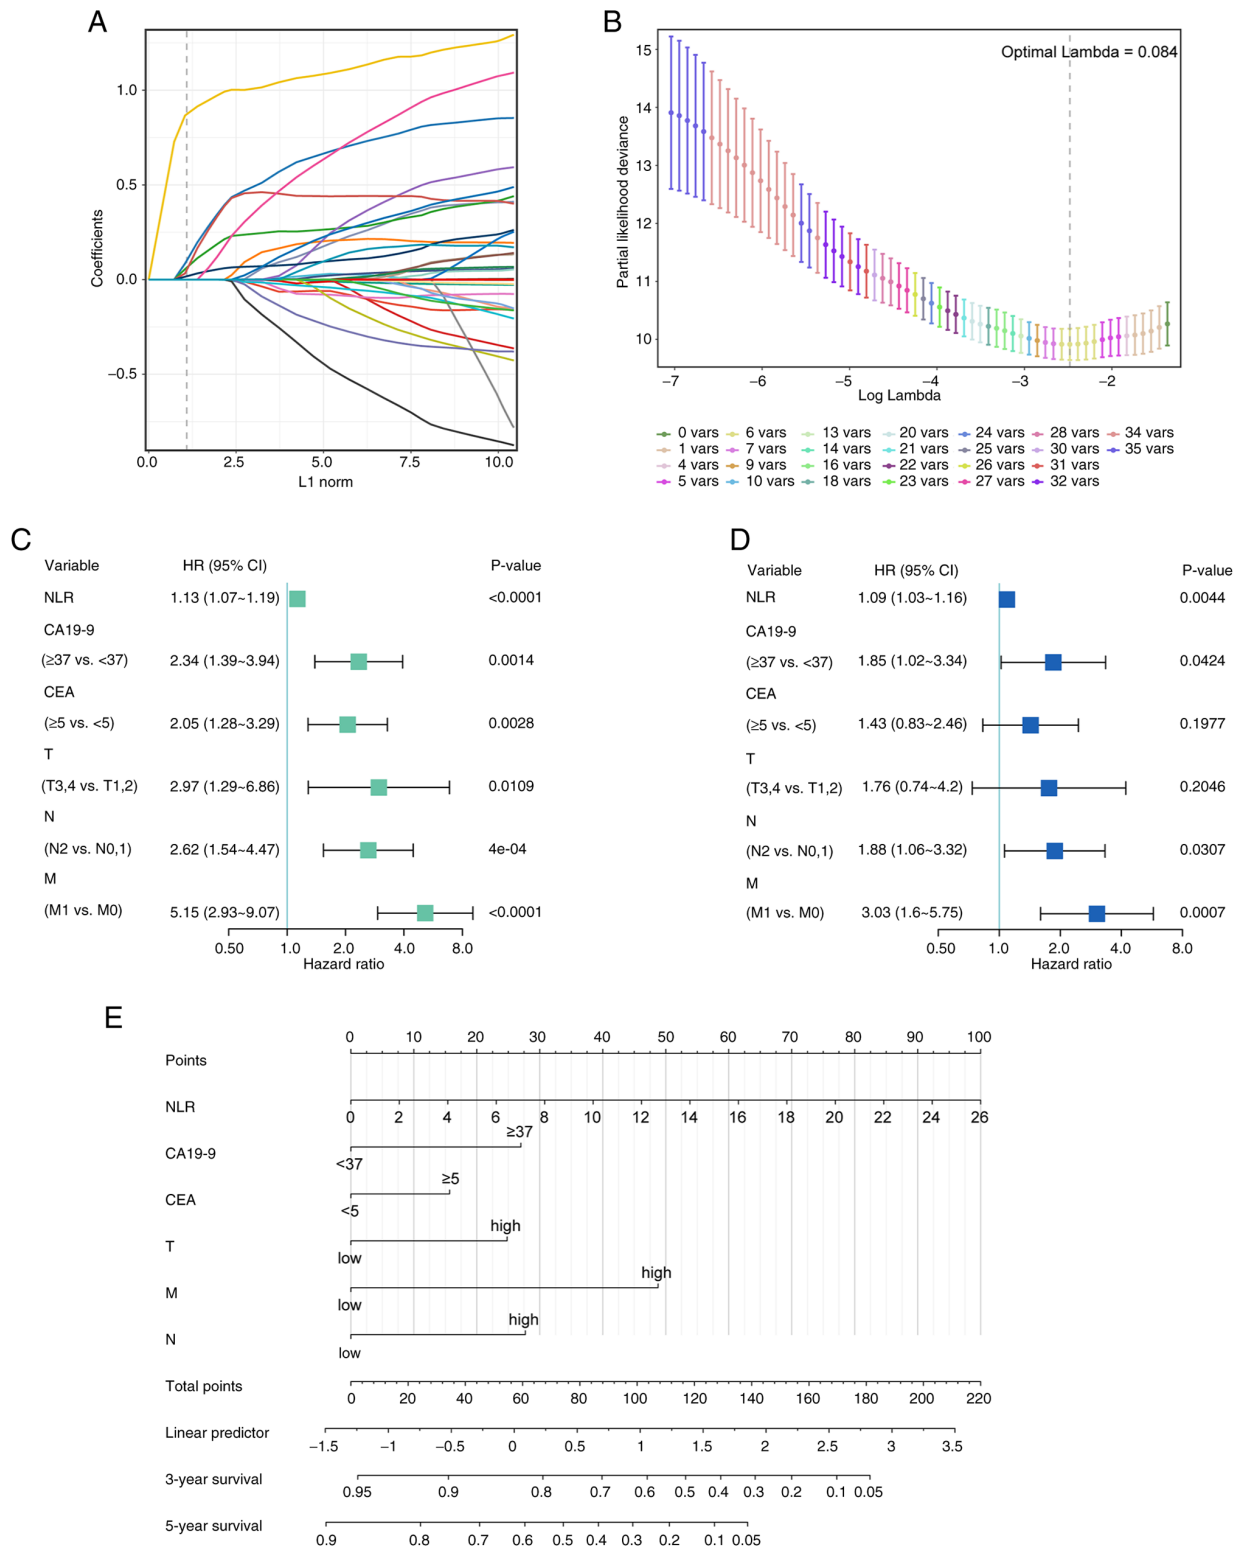 A
1.0
0.5
0.0
−0.5
Coefficients
0.0 2.5 5.0 7.5 10.0
L1 norm
B
Optimal Lambda = 0.084
15
14
13
12
11
10
Partial likelihood deviance
−7 −6 −5 −4 −3 −2
Log Lambda
0 vars 6 vars 13 vars 20 vars 24 vars 28 vars 34 vars
1 vars 7 vars 14 vars 21 vars 25 vars 30 vars 35 vars
4 vars 9 vars 16 vars 22 vars 26 vars 31 vars
5 vars 10 vars 18 vars 23 vars 27 vars 32 vars
C
Variable HR (95% CI) P-value
NLR 1.13 (1.07~1.19) <0.0001
CA19-9
(≥37 vs. <37) 2.34 (1.39~3.94) 0.0014
CEA
(≥5 vs. <5) 2.05 (1.28~3.29) 0.0028
T
(T3,4 vs. T1,2) 2.97 (1.29~6.86) 0.0109
N
(N2 vs. N0,1) 2.62 (1.54~4.47) 4e-04
M
(M1 vs. M0) 5.15 (2.93~9.07) <0.0001
0.50 1.0 2.0 4.0 8.0
Hazard ratio
D
Variable HR (95% CI) P-value
NLR 1.09 (1.03~1.16) 0.0044
CA19-9
(≥37 vs. <37) 1.85 (1.02~3.34) 0.0424
CEA
(≥5 vs. <5) 1.43 (0.83~2.46) 0.1977
T
(T3,4 vs. T1,2) 1.76 (0.74~4.2) 0.2046
N
(N2 vs. N0,1) 1.88 (1.06~3.32) 0.0307
M
(M1 vs. M0) 3.03 (1.6~5.75) 0.0007
0.50 1.0 2.0 4.0 8.0
Hazard ratio
E
0 10 20 30 40 50 60 70 80 90 100
Points
NLR
0 2 4 6 8 10 12 14 16 18 20 22 24 26
≥37
CA19-9
<37
≥5
CEA
<5
high
T
low
high
M
low
high
N
low
Total points
0 20 40 60 80 100 120 140 160 180 200 220
Linear predictor
−1.5 −1 −0.5 0 0.5 1 1.5 2 2.5 3 3.5
3-year survival
0.95 0.9 0.8 0.7 0.6 0.5 0.4 0.3 0.2 0.1 0.05
5-year survival
0.9 0.8 0.7 0.6 0.5 0.4 0.3 0.2 0.1 0.05